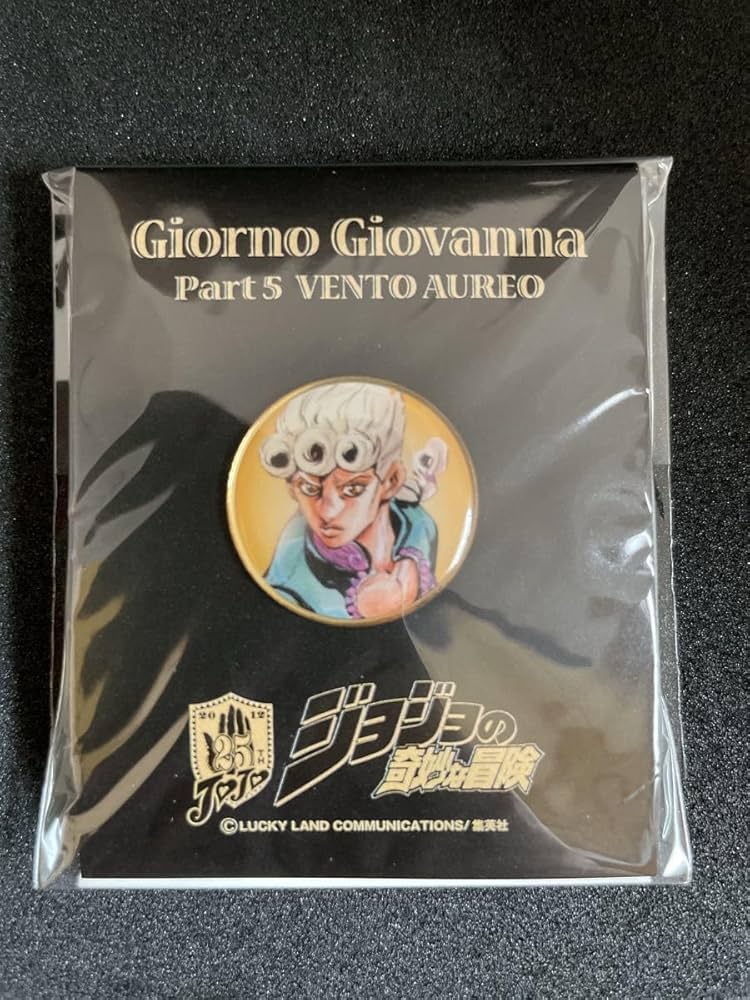 Giorno Giovanna
Part 5 VENTO AUREO
2012
25TH
JOJO
ジョジョの
奇妙な冒険
©LUCKY LAND COMMUNICATIONS/集英社